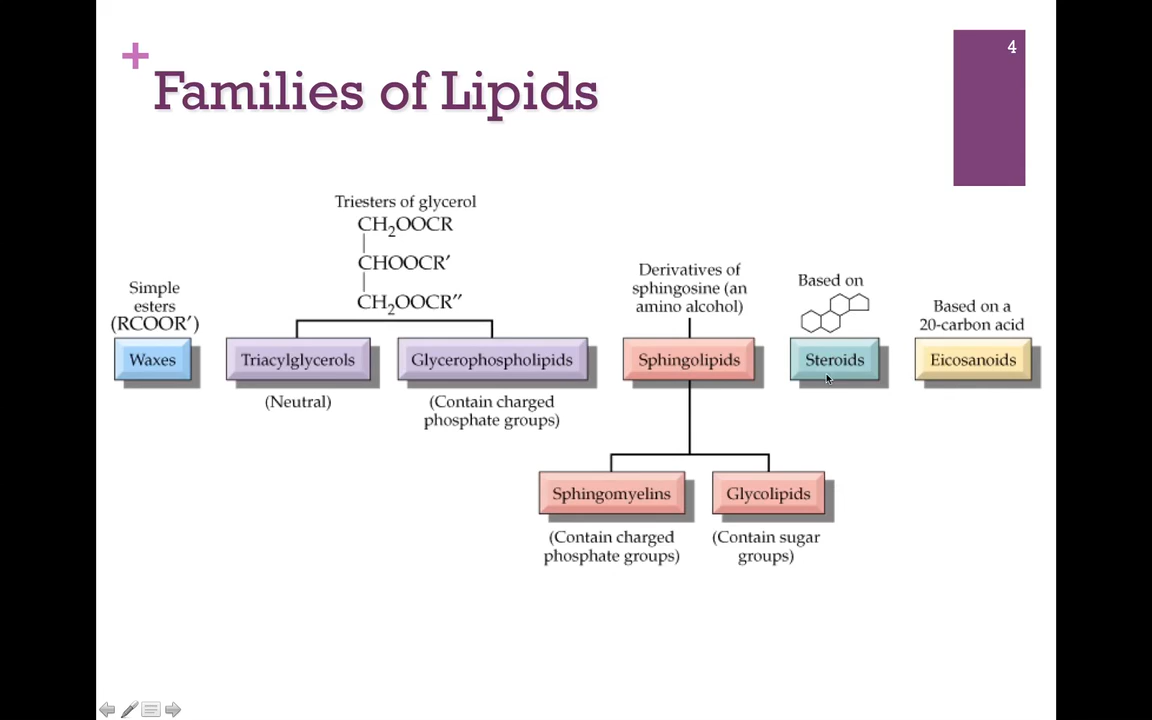 +
Families of Lipids
4
Triesters of glycerol
CH₂OOCR
CHOOCR′
CH₂OOCR″
Simple
esters
(RCOOR′)
Waxes
Triacylglycerols
(Neutral)
Glycerophospholipids
(Contain charged
phosphate groups)
Derivatives of
sphingosine (an
amino alcohol)
Sphingolipids
Sphingomyelins
(Contain charged
phosphate groups)
Glycolipids
(Contain sugar
groups)
Based on
Steroids
Based on a
20-carbon acid
Eicosanoids